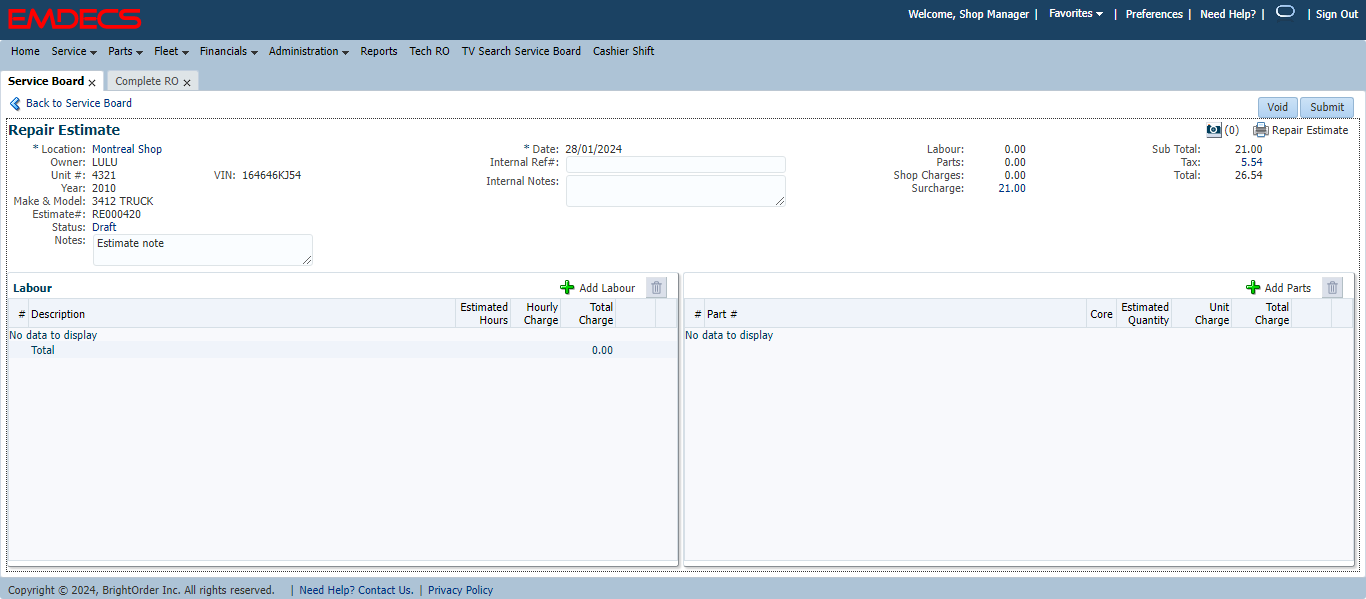 EMDECS
Welcome, Shop Manager | Favorites | Preferences | Need Help? | | Sign Out
Home Service Parts Fleet Financials Administration Reports Tech RO TV Search Service Board Cashier Shift
Service Board x Complete RO x
Back to Service Board
Void Submit
Repair Estimate
(0) Repair Estimate
* Location: Montreal Shop
Owner: LULU
Unit #: 4321 VIN: 164646KJ54
Year: 2010
Make & Model: 3412 TRUCK
Estimate#: RE000420
Status: Draft
Notes: Estimate note
* Date: 28/01/2024
Internal Ref#:
Internal Notes:
Labour: 0.00
Parts: 0.00
Shop Charges: 0.00
Surcharge: 21.00
Sub Total: 21.00
Tax: 5.54
Total: 26.54
Labour Add Labour
# Description Estimated Hours Hourly Charge Total Charge
No data to display
Total 0.00
Add Parts
# Part # Core Estimated Quantity Unit Charge Total Charge
No data to display
Copyright © 2024, BrightOrder Inc. All rights reserved. | Need Help? Contact Us. | Privacy Policy